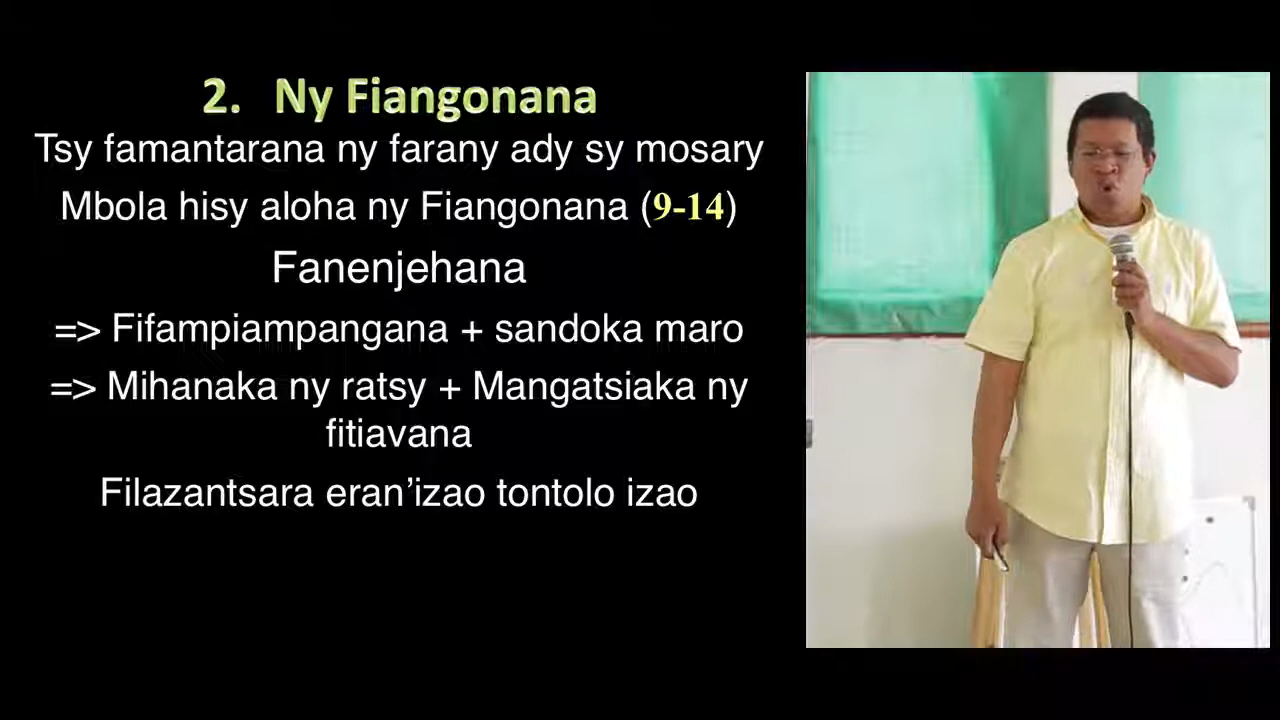 2. Ny Fiangonana
Tsy famantarana ny farany ady sy mosary
Mbola hisy aloha ny Fiangonana (9-14)
Fanenjehana
=> Fifampiampangana + sandoka maro
=> Mihanaka ny ratsy + Mangatsiaka ny
fitiavana
Filazantsara eran’izao tontolo izao